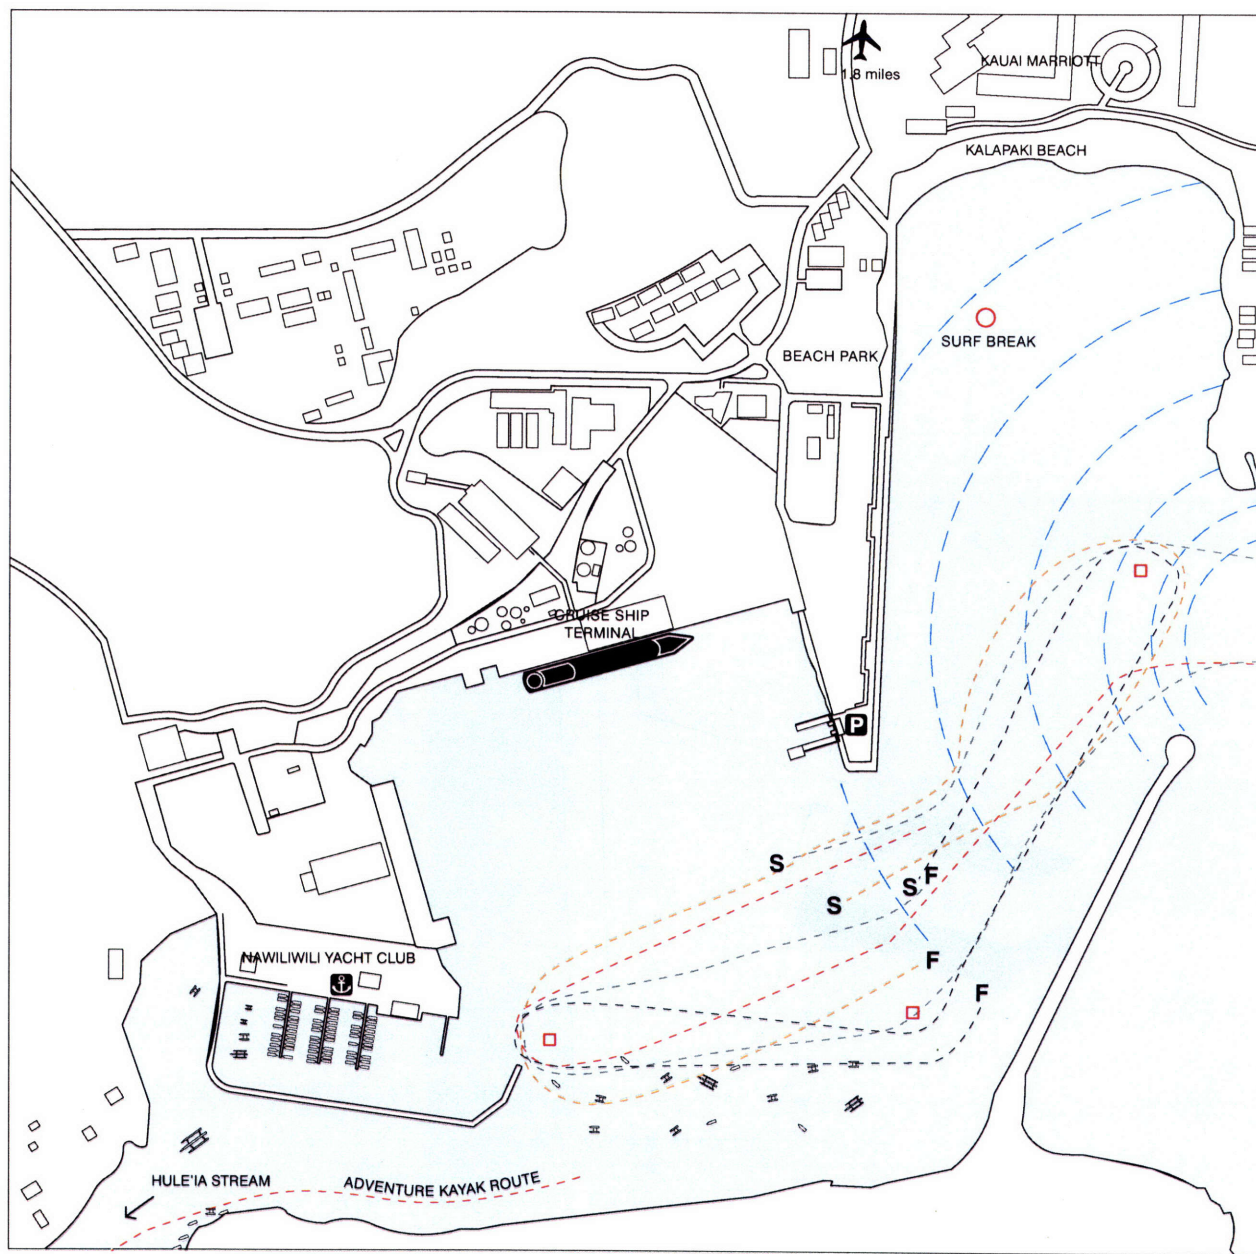 KAUAI MARRIOTT
1.8 miles
KALAPAKI BEACH
SURF BREAK
BEACH PARK
CRUISE SHIP
TERMINAL
P
S
F
S
S
F
NAWILIWILI YACHT CLUB
F
HULE'IA STREAM
ADVENTURE KAYAK ROUTE